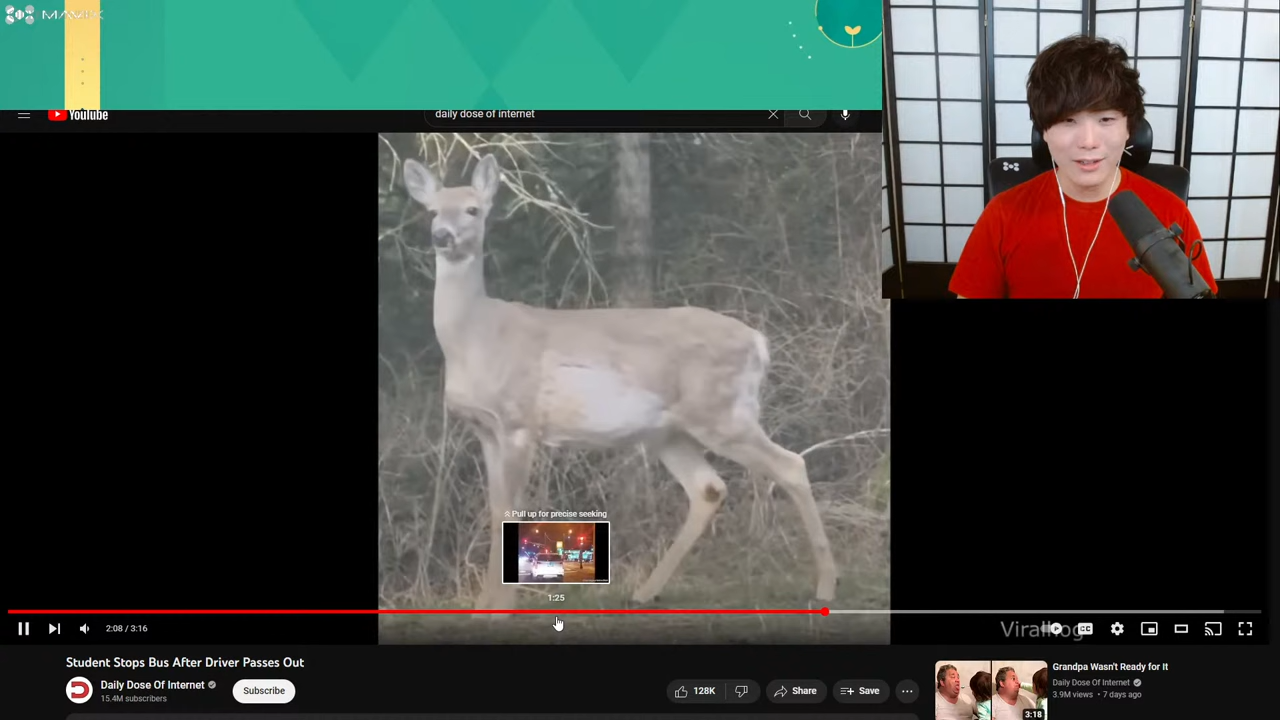 MAVIX
YouTube
daily dose of internet
Pull up for precise seeking
1:25
2:08 / 3:16
CC
Viralhog
Student Stops Bus After Driver Passes Out
Daily Dose Of Internet
15.4M subscribers
Subscribe
128K
Share
Save
Grandpa Wasn't Ready for It
Daily Dose Of Internet
3.9M views • 7 days ago
3:18